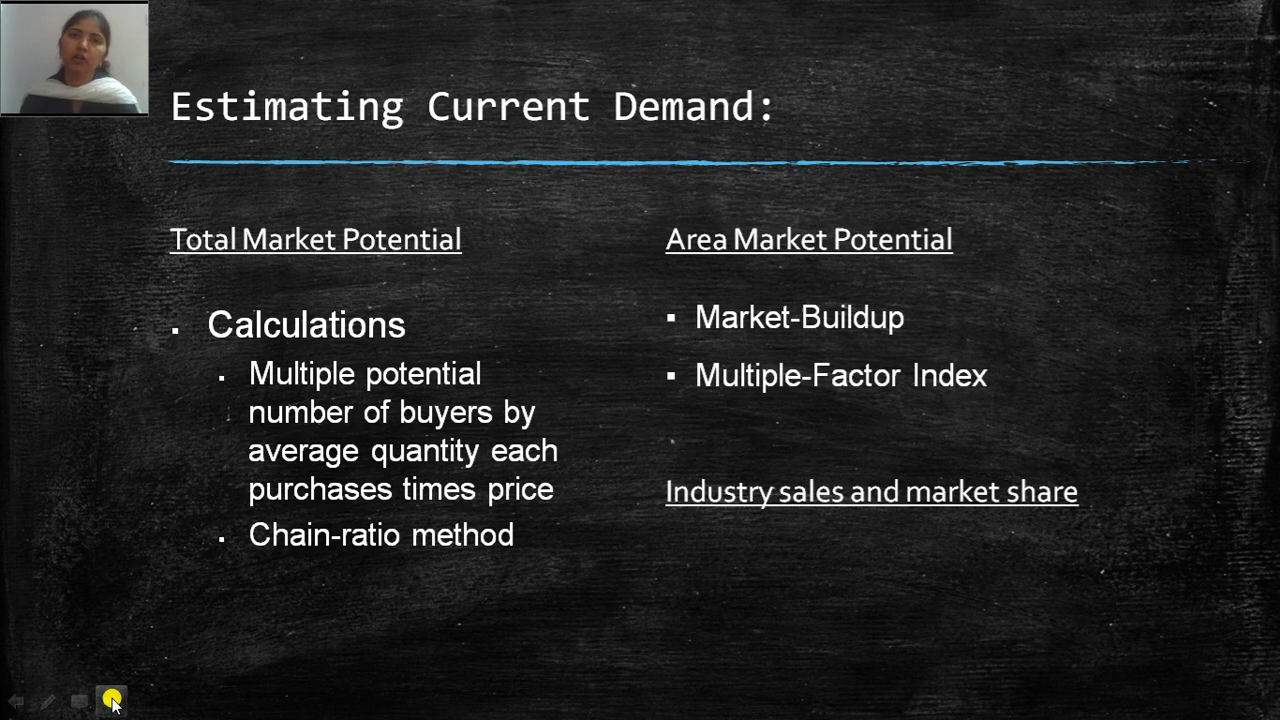 Estimating Current Demand:
Total Market Potential
▪ Calculations
▪ Multiple potential
number of buyers by
average quantity each
purchases times price
▪ Chain-ratio method
Area Market Potential
▪ Market-Buildup
▪ Multiple-Factor Index
Industry sales and market share